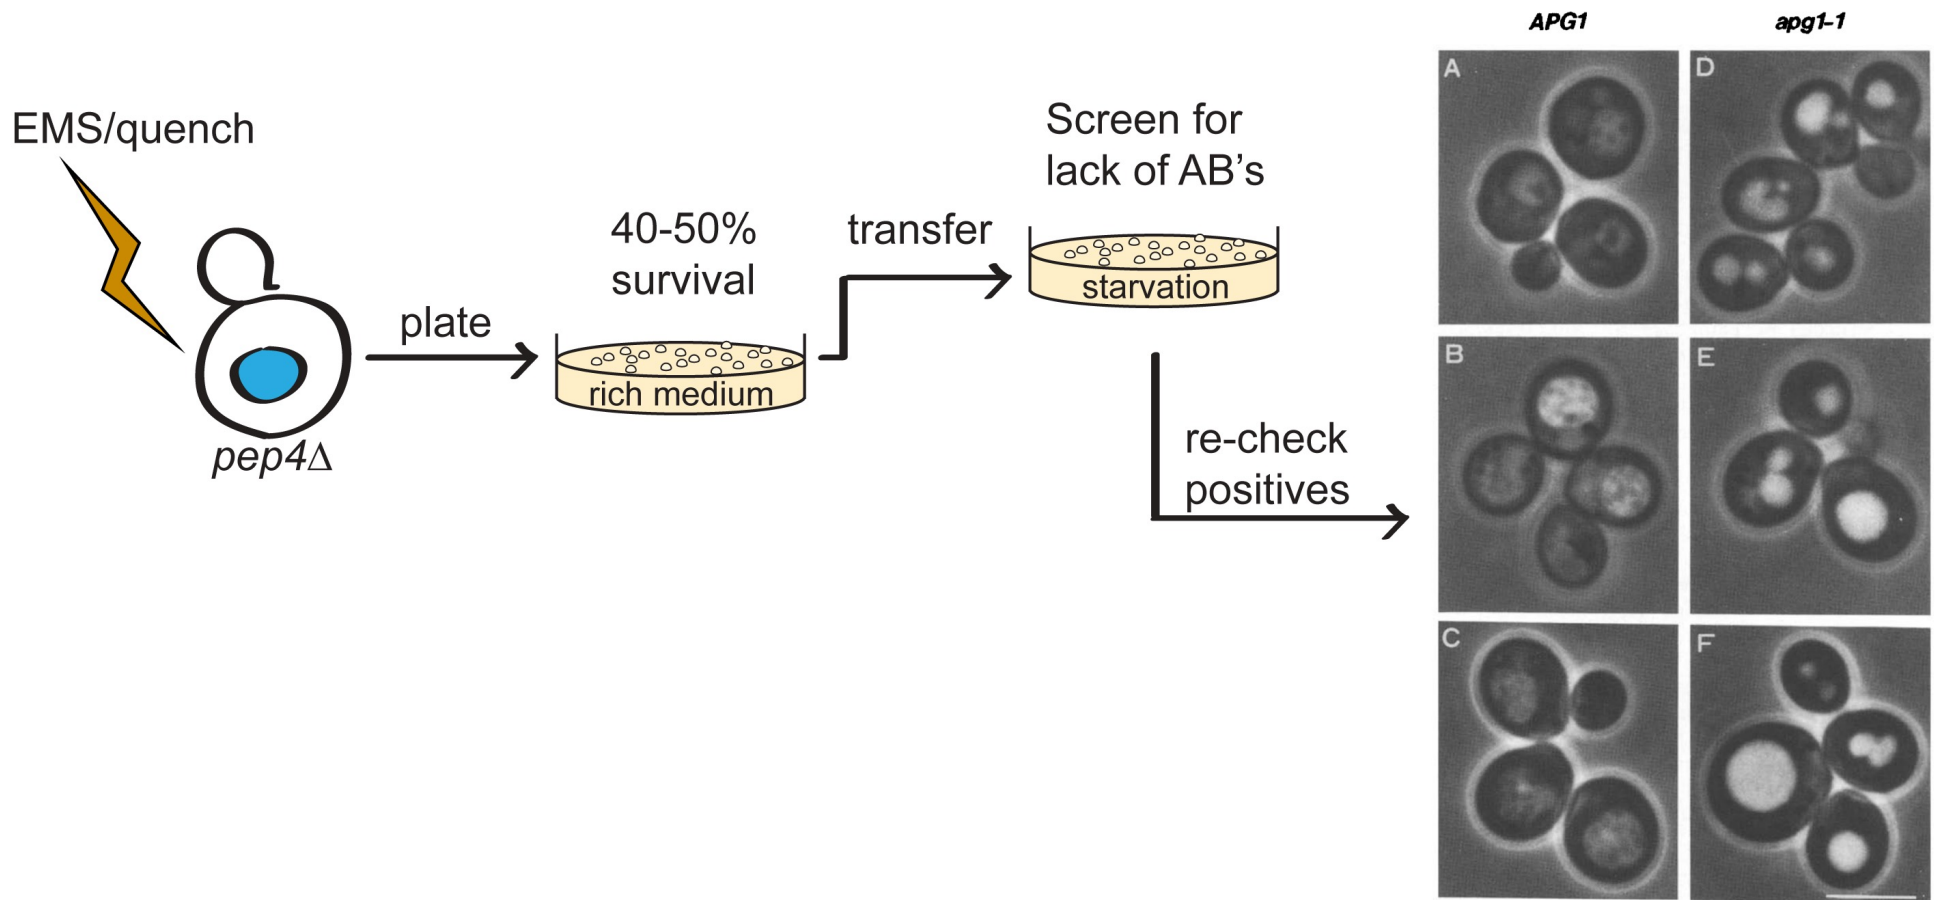 EMS/quench
pep4Δ
plate
40-50%
survival
rich medium
transfer
Screen for
lack of AB's
starvation
re-check
positives
APG1
apg1-1
A
D
B
E
C
F